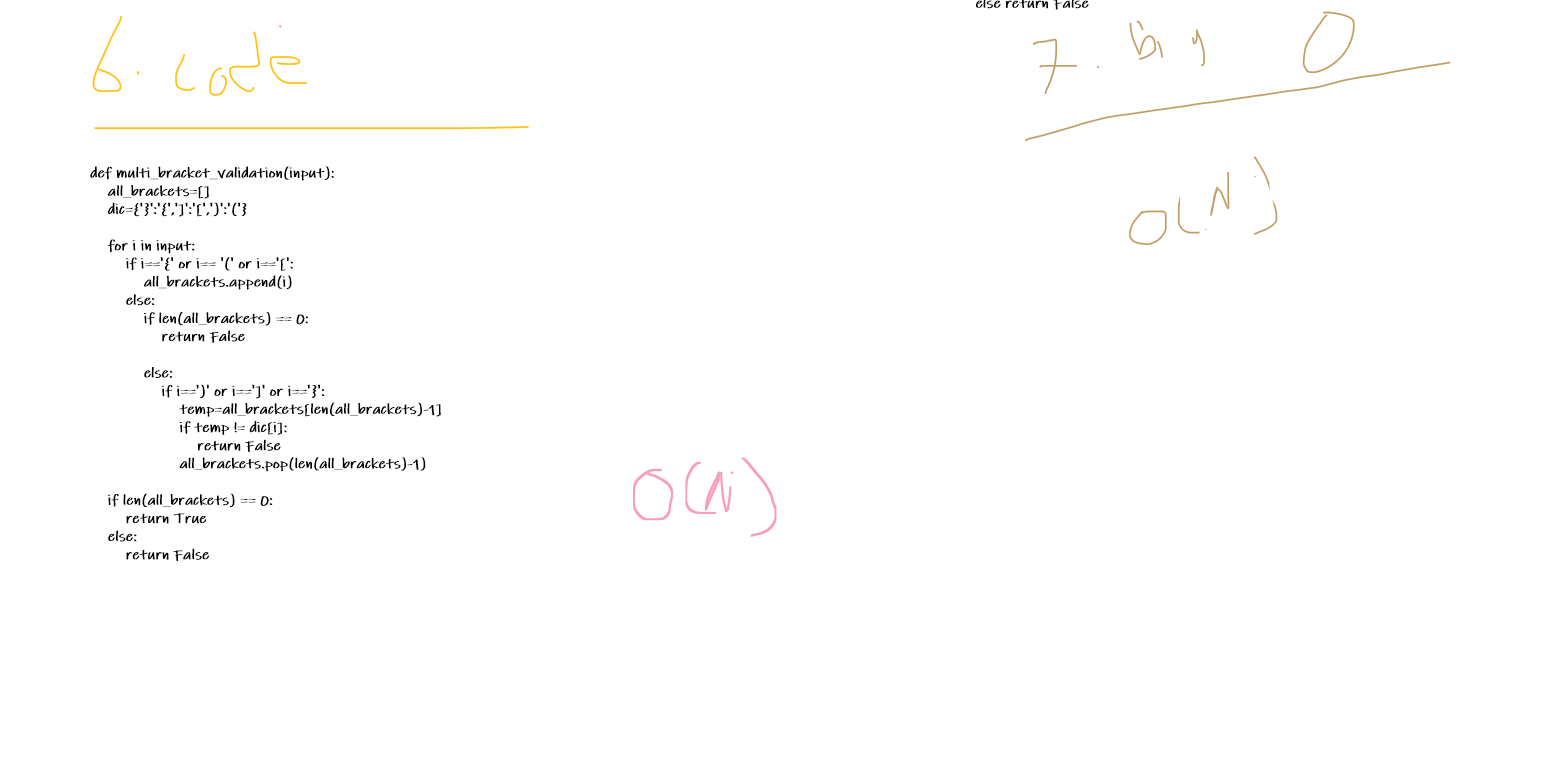 6. code
def multi_bracket_validation(input):
all_brackets=[]
dic={'}':'{',']':'[',')':'('}
for i in input:
if i=='{' or i== '(' or i=='[':
all_brackets.append(i)
else:
if len(all_brackets) == 0:
return False
else:
if i==')' or i==']' or i=='}':
temp=all_brackets[len(all_brackets)-1]
if temp != dic[i]:
return False
all_brackets.pop(len(all_brackets)-1)
if len(all_brackets) == 0:
return True
else:
return False
O(N)
else return False
7. big O
O(N)